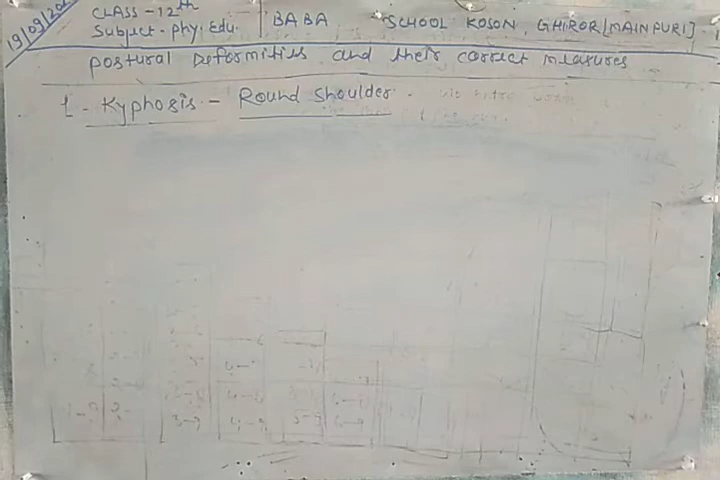 19/09/20
CLASS - 12th
Subject - Phy. Edu.
BABA SCHOOL KOSON, GHIROR [MAINPURI]
Postural Deformities and their correct measures
1 - Kyphosis - Round Shoulder.